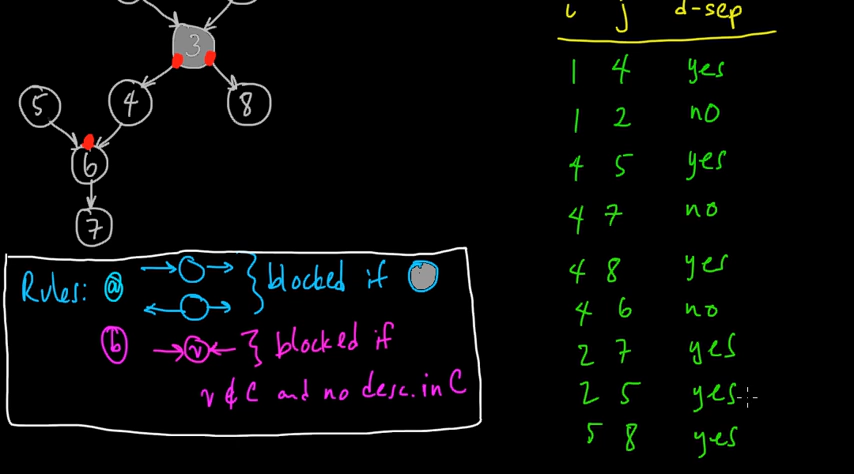 i j d-sep
3
1 4 yes
5 4 8
1 2 no
6
4 5 yes
7
4 7 no
Rules: (a) } blocked if
4 8 yes
4 6 no
(b) v } blocked if
2 7 yes
v ∉ C and no desc. in C
2 5 yes
5 8 yes